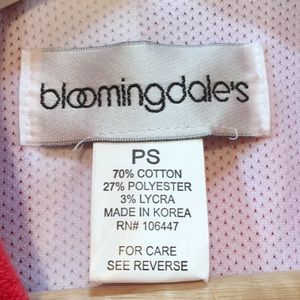 bloomingdale's
PS
70% COTTON
27% POLYESTER
3% LYCRA
MADE IN KOREA
RN# 106447
FOR CARE
SEE REVERSE